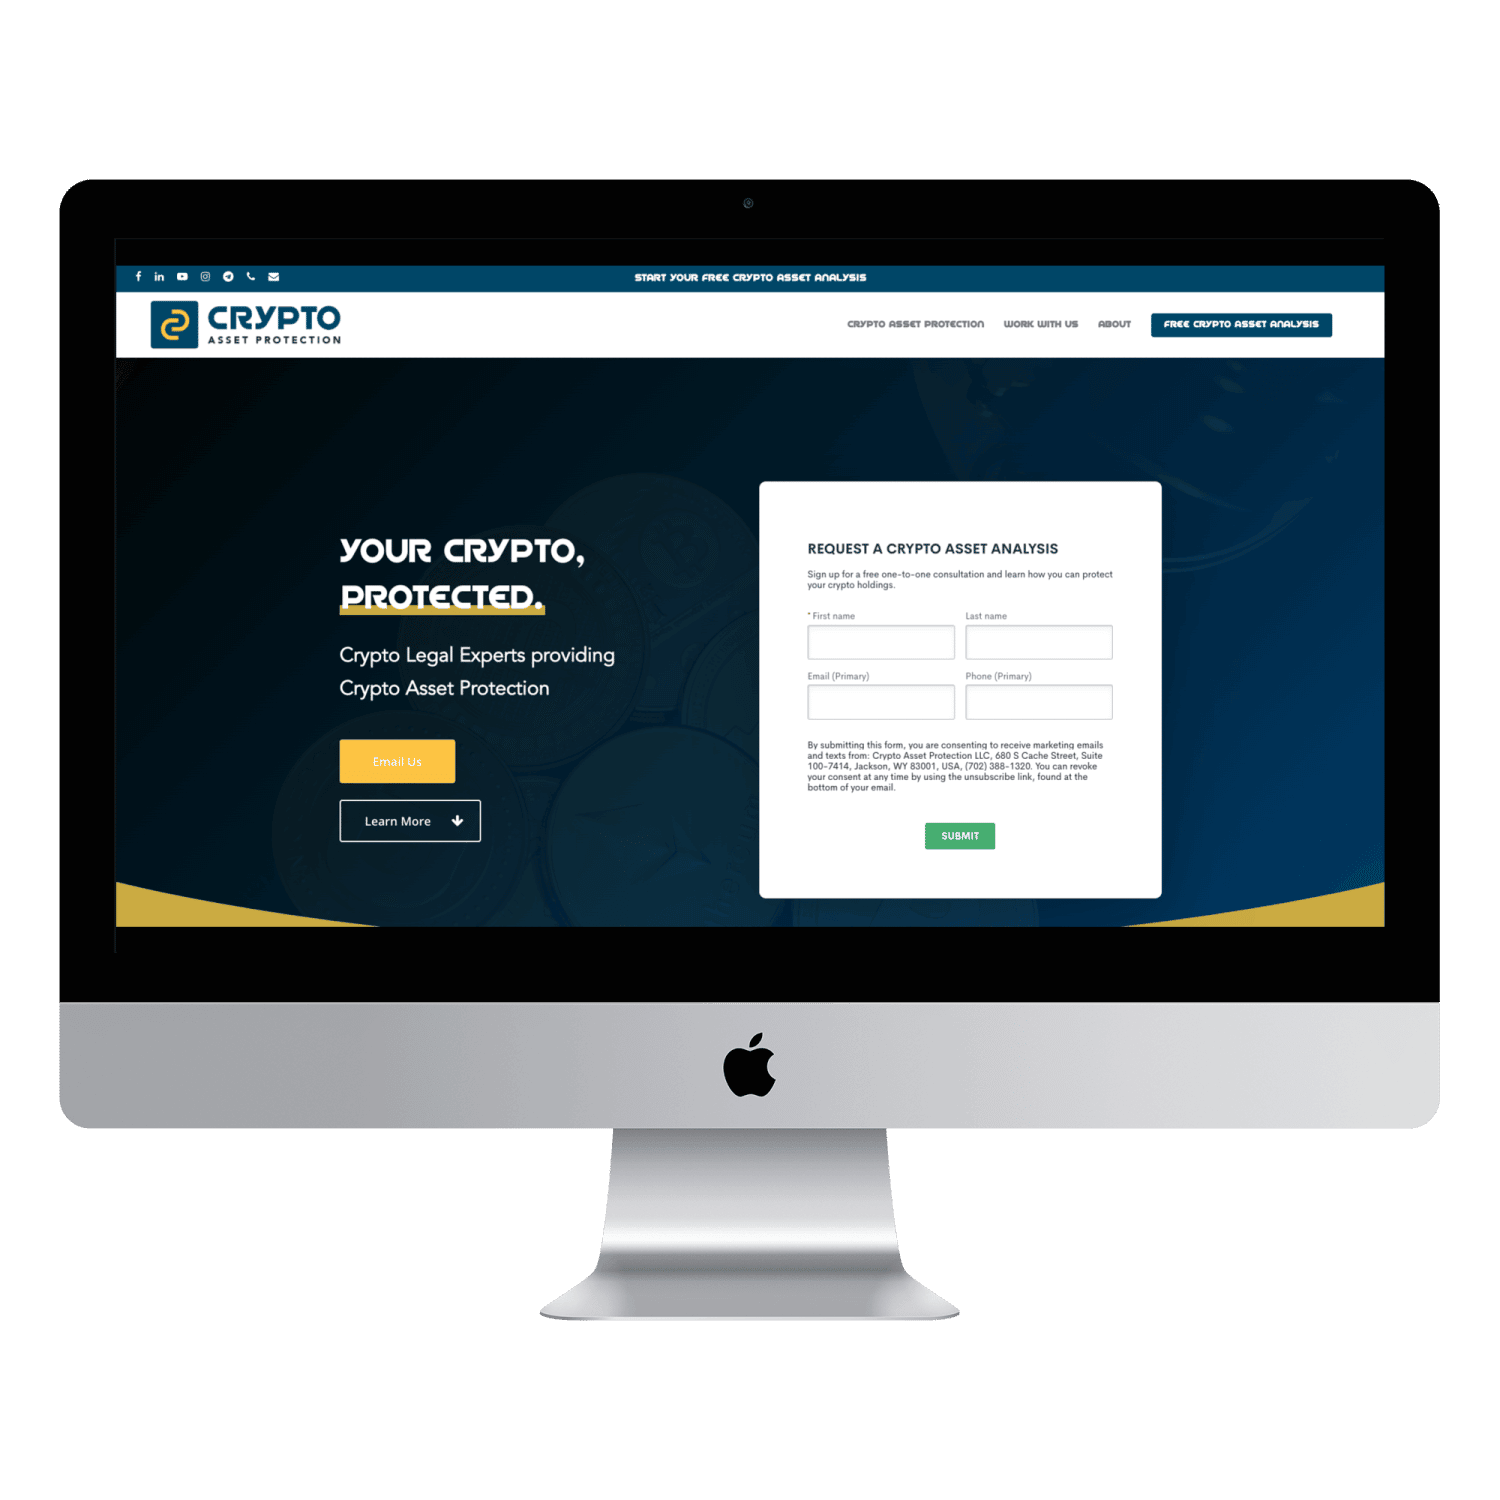 START YOUR FREE CRYPTO ASSET ANALYSIS
CRYPTO
ASSET PROTECTION
CRYPTO ASSET PROTECTION WORK WITH US ABOUT FREE CRYPTO ASSET ANALYSIS
YOUR CRYPTO,
PROTECTED.
Crypto Legal Experts providing
Crypto Asset Protection
Email Us
Learn More
REQUEST A CRYPTO ASSET ANALYSIS
Sign up for a free one-to-one consultation and learn how you can protect
your crypto holdings.
* First name Last name
Email (Primary) Phone (Primary)
By submitting this form, you are consenting to receive marketing emails
and texts from: Crypto Asset Protection LLC, 680 S Cache Street, Suite
100-7414, Jackson, WY 83001, USA, (702) 388-1320. You can revoke
your consent at any time by using the unsubscribe link, found at the
bottom of your email.
SUBMIT